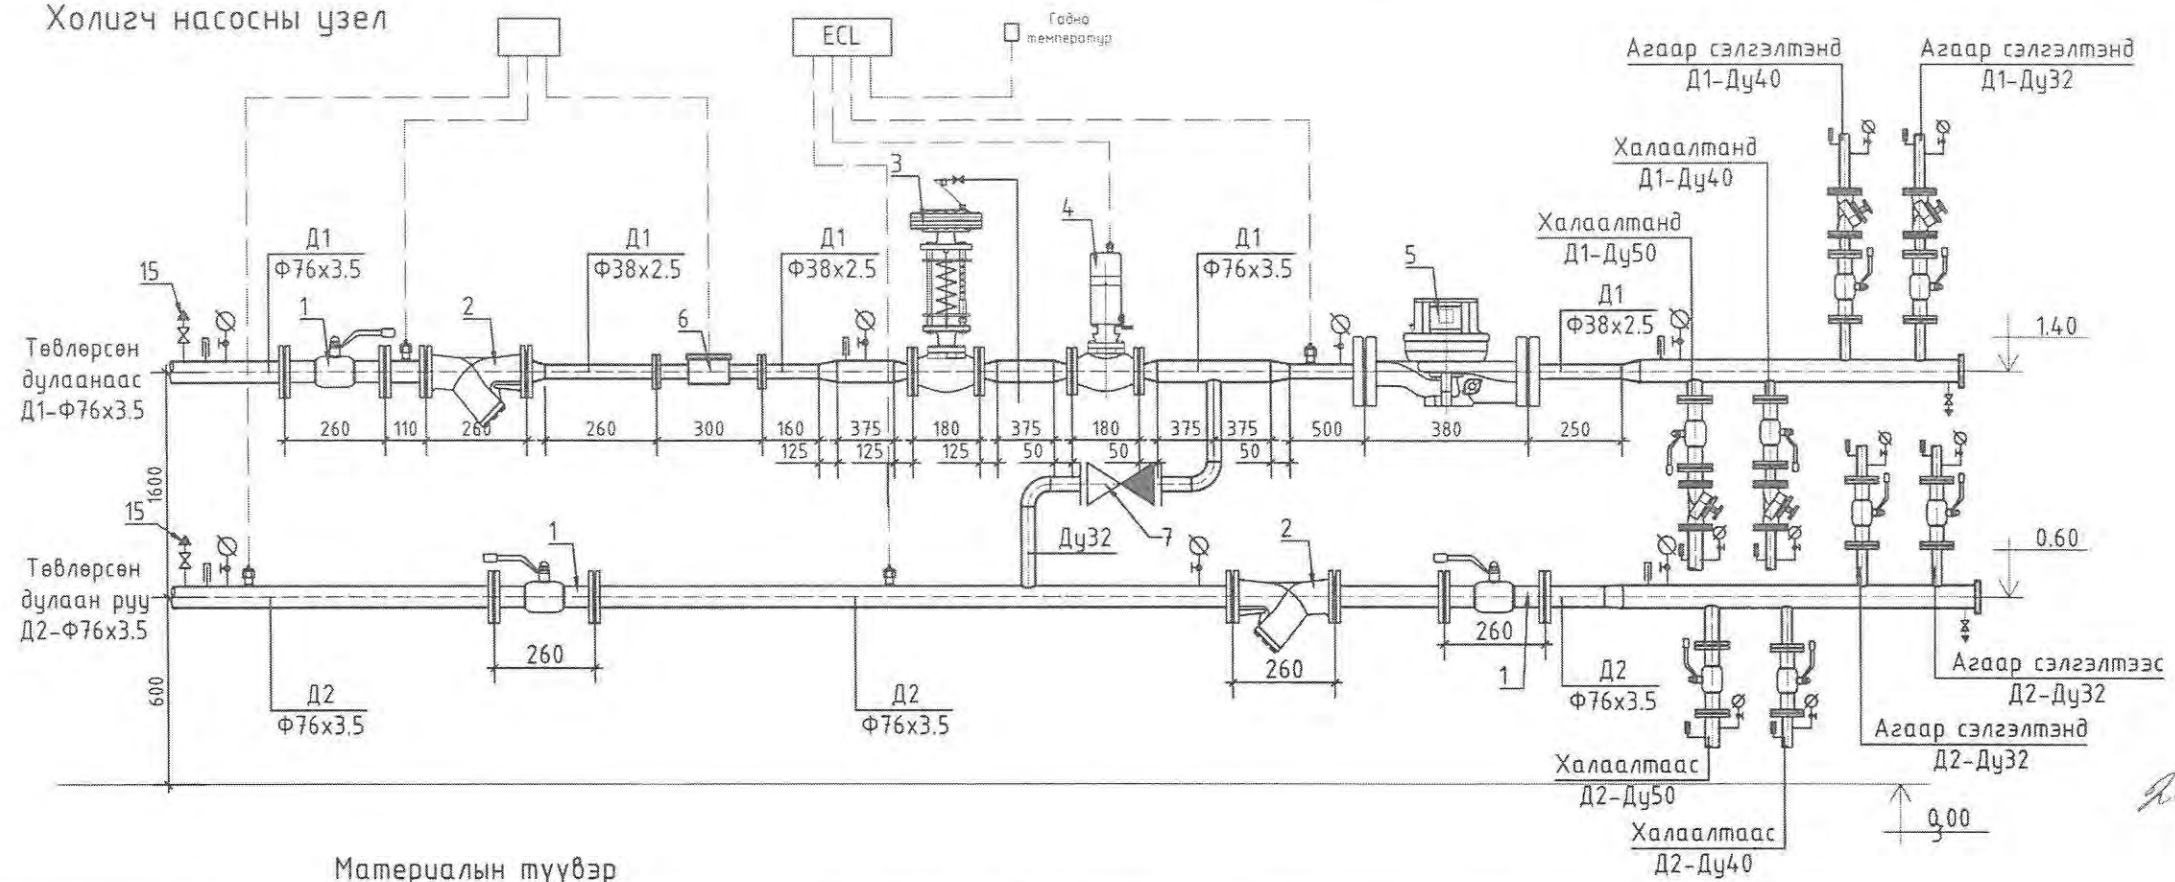 Холигч насосны узел
ECL
Гадна
температур
Агаар сэлгэлтэнд
Д1-Ду40
Агаар сэлгэлтэнд
Д1-Ду32
Халаалтанд
Д1-Ду40
Халаалтанд
Д1-Ду50
3
4
5
15
Д1
Ф76х3.5
1
2
Д1
Ф38х2.5
6
Д1
Ф38х2.5
Д1
Ф76х3.5
Д1
Ф38х2.5
1.40
Төвлөрсөн
дулаанаас
Д1-Ф76х3.5
260
110
260
260
300
160
375
180
375
180
375
375
500
380
250
125
125
125
50
50
50
1600
15
1
Ду32
7
2
0.60
Төвлөрсөн
дулаан руу
Д2-Ф76х3.5
260
260
260
1
600
Д2
Ф76х3.5
Д2
Ф76х3.5
Д2
Ф76х3.5
Агаар сэлгэлтээс
Д2-Ду32
Агаар сэлгэлтэнд
Д2-Ду32
Халаалтаас
Д2-Ду50
Халаалтаас
Д2-Ду40
0.00
Материалын түүвэр